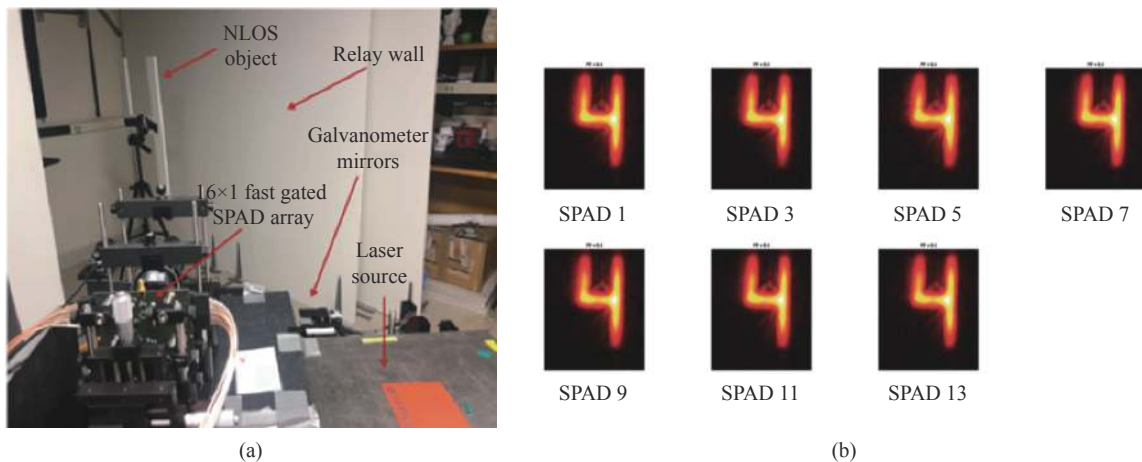 NLOS
object
Relay wall
Galvanometer
mirrors
16×1 fast gated
SPAD array
Laser
source
(a)
SPAD 1
SPAD 3
SPAD 5
SPAD 7
SPAD 9
SPAD 11
SPAD 13
(b)